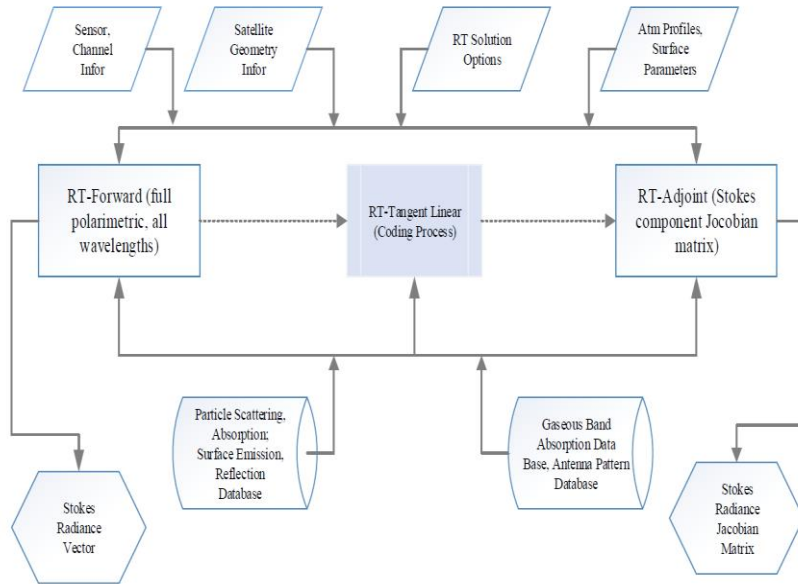 Sensor,
Channel
Infor
Satellite
Geometry
Infor
RT Solution
Options
Atm Profiles,
Surface
Parameters
RT-Forward (full
polarimetric, all
wavelengths)
RT-Tangent Linear
(Coding Process)
RT-Adjoint (Stokes
component Jocobian
matrix)
Particle Scattering,
Absorption;
Surface Emission,
Reflection
Database
Gaseous Band
Absorption Data
Base, Antenna Pattern
Database
Stokes
Radiance
Vector
Stokes
Radiance
Jacobian
Matrix